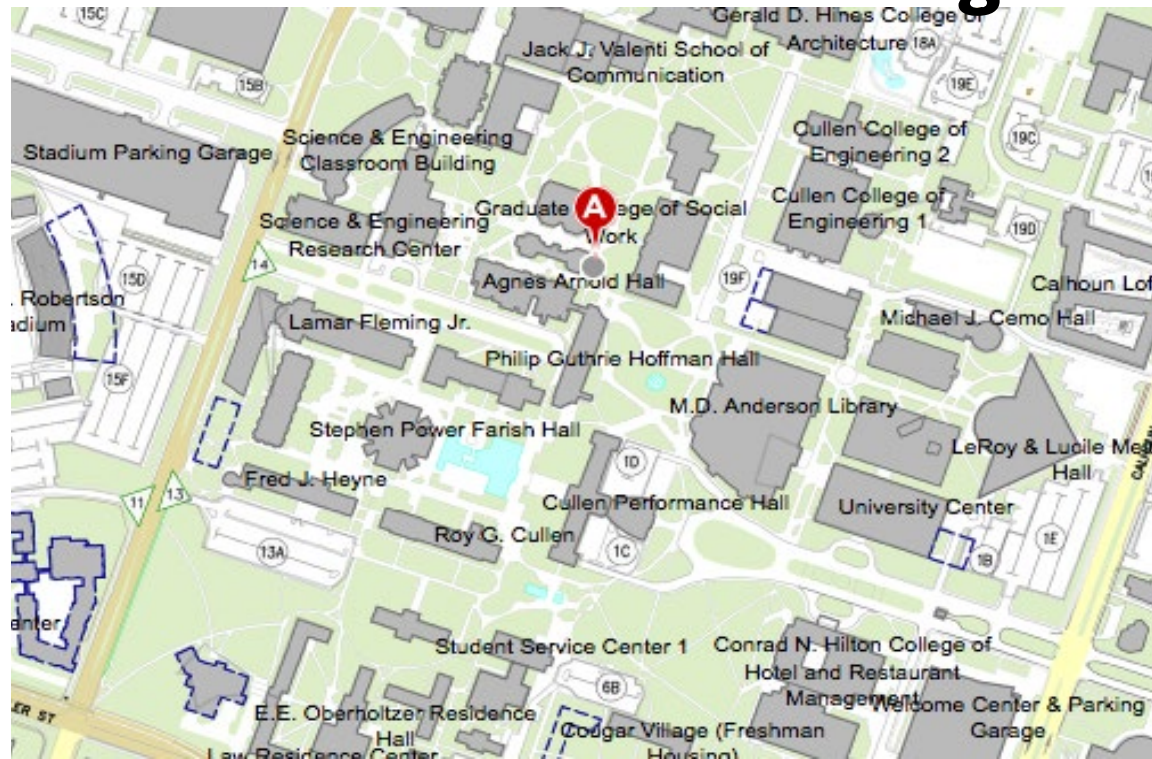 g
15C
Gerald D. Hines College of
Architecture
18A
Jack J. Valenti School of
Communication
15B
19E
Science & Engineering
Classroom Building
Stadium Parking Garage
Cullen College of
Engineering 2
19C
Cullen College of
Engineering 1
Graduate
A
ege of Social
Work
Science & Engineering
Research Center
19D
14
15D
Agnes Arnold Hall
19F
Calhoun Lof
. Robertson
adium
Lamar Fleming Jr.
Michael J. Cemo Hall
Philip Guthrie Hoffman Hall
15F
M.D. Anderson Library
Stephen Power Farish Hall
LeRoy & Lucile Me
Hall
1D
Fred J. Heyne
11
13
Cullen Performance Hall
University Center
Roy G. Cullen
13A
1C
1E
1B
enter
Student Service Center 1
Conrad N. Hilton College of
Hotel and Restaurant
Management
6B
Welcome Center & Parking
Garage
ER ST
E.E. Oberholtzer Residence
Hall
Cougar Village (Freshman
Housing)
Law Residence Center